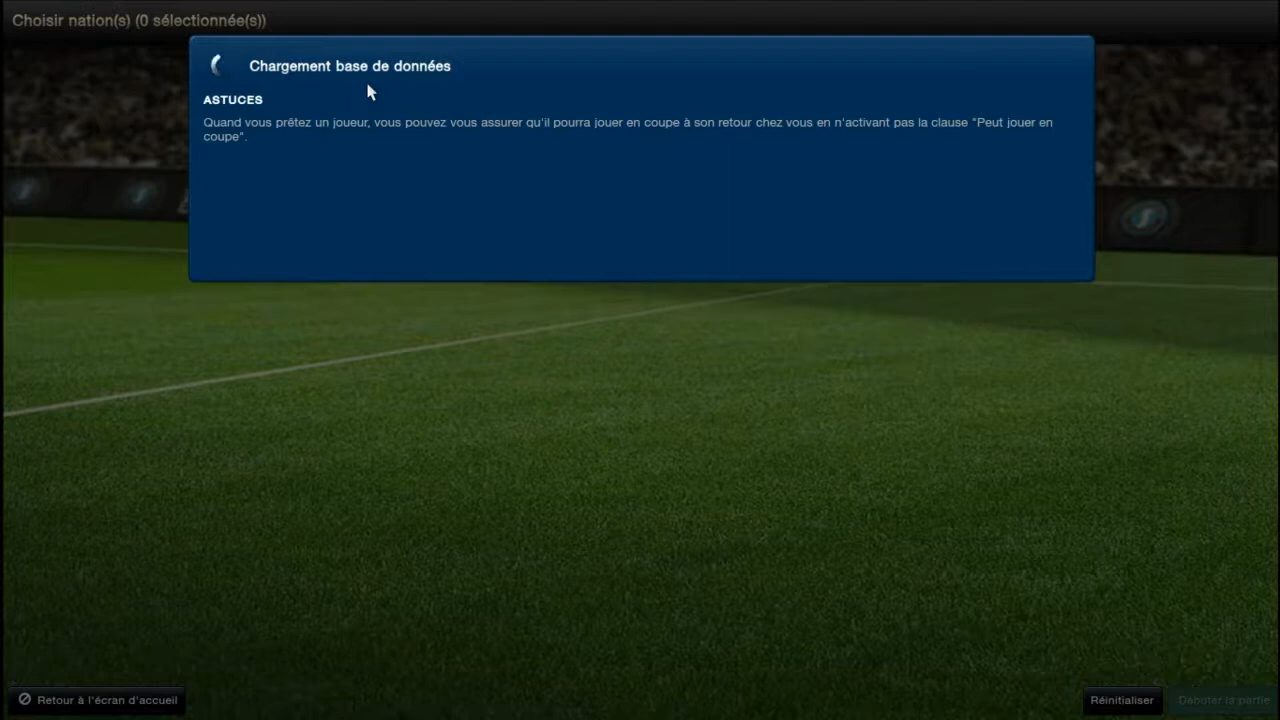 Choisir nation(s) (0 sélectionnée(s))
Chargement base de données
ASTUCES
Quand vous prêtez un joueur, vous pouvez vous assurer qu'il pourra jouer en coupe à son retour chez vous en n'activant pas la clause "Peut jouer en
coupe".
Retour à l'écran d'accueil
Réinitialiser
Débuter la partie